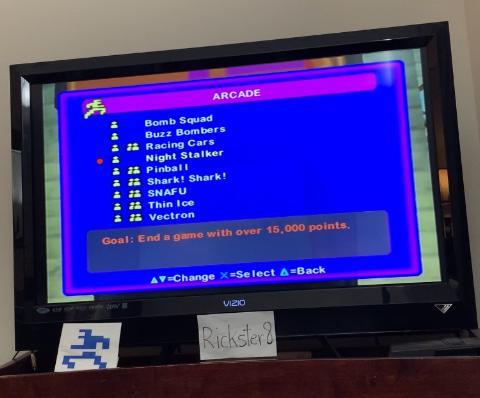 ARCADE
Bomb Squad
Buzz Bombers
Racing Cars
Night Stalker
Pinball
Shark! Shark!
SNAFU
Thin Ice
Vectron
Goal: End a game with over 15,000 points.
▲▼=Change ✕=Select ▲=Back
VIZIO
Rickster8